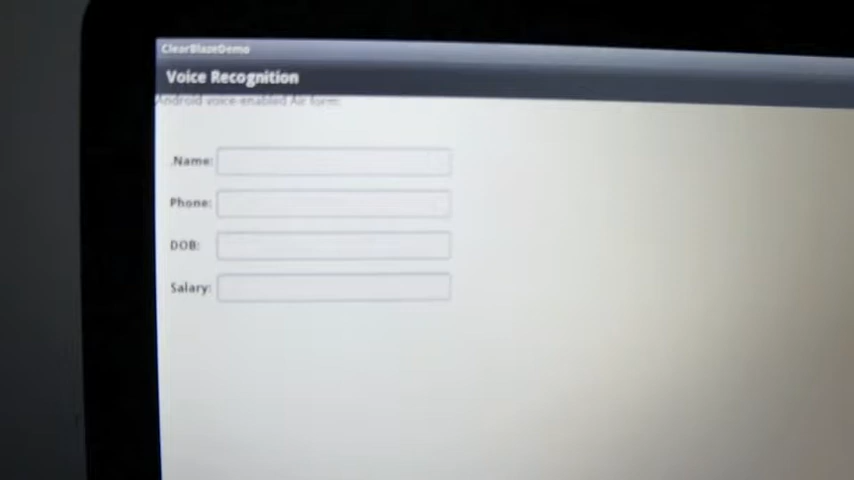 ClearBlazeDemo
Voice Recognition
Android voice-enabled Air form:
.Name:
Phone:
DOB:
Salary: